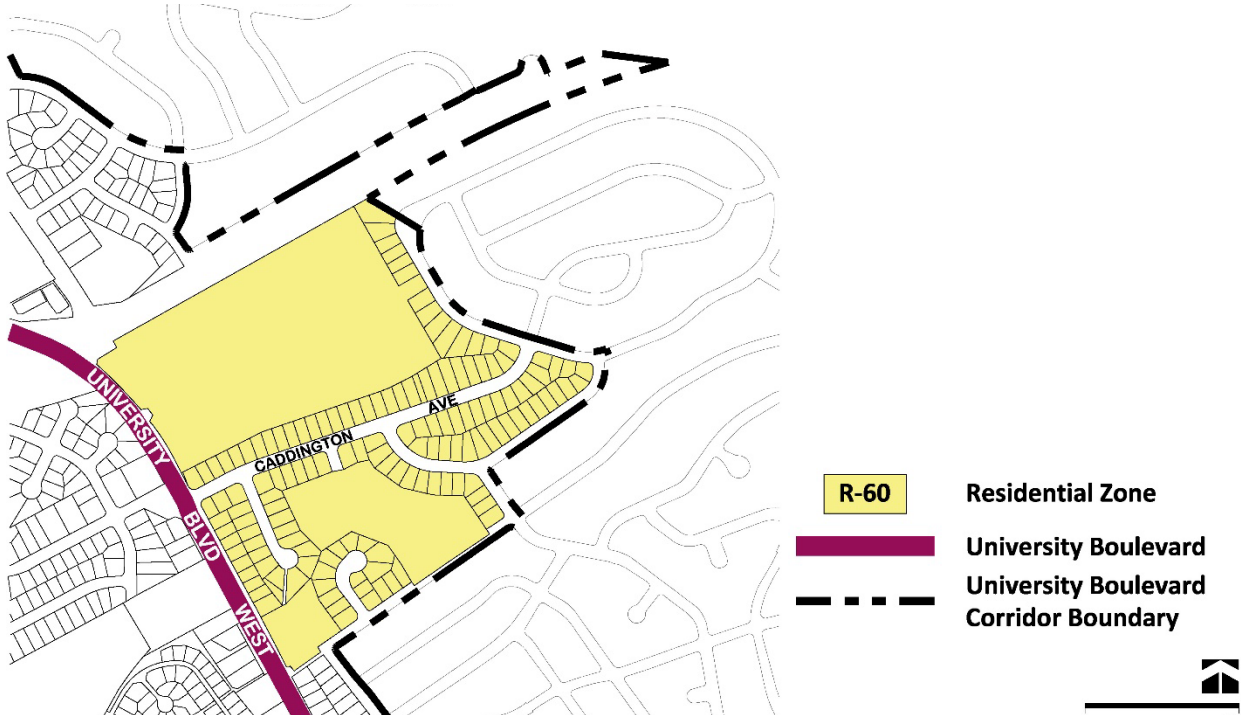 UNIVERSITY
BLVD
WEST
CADDINGTON
AVE
R-60
Residential Zone
University Boulevard
University Boulevard
Corridor Boundary